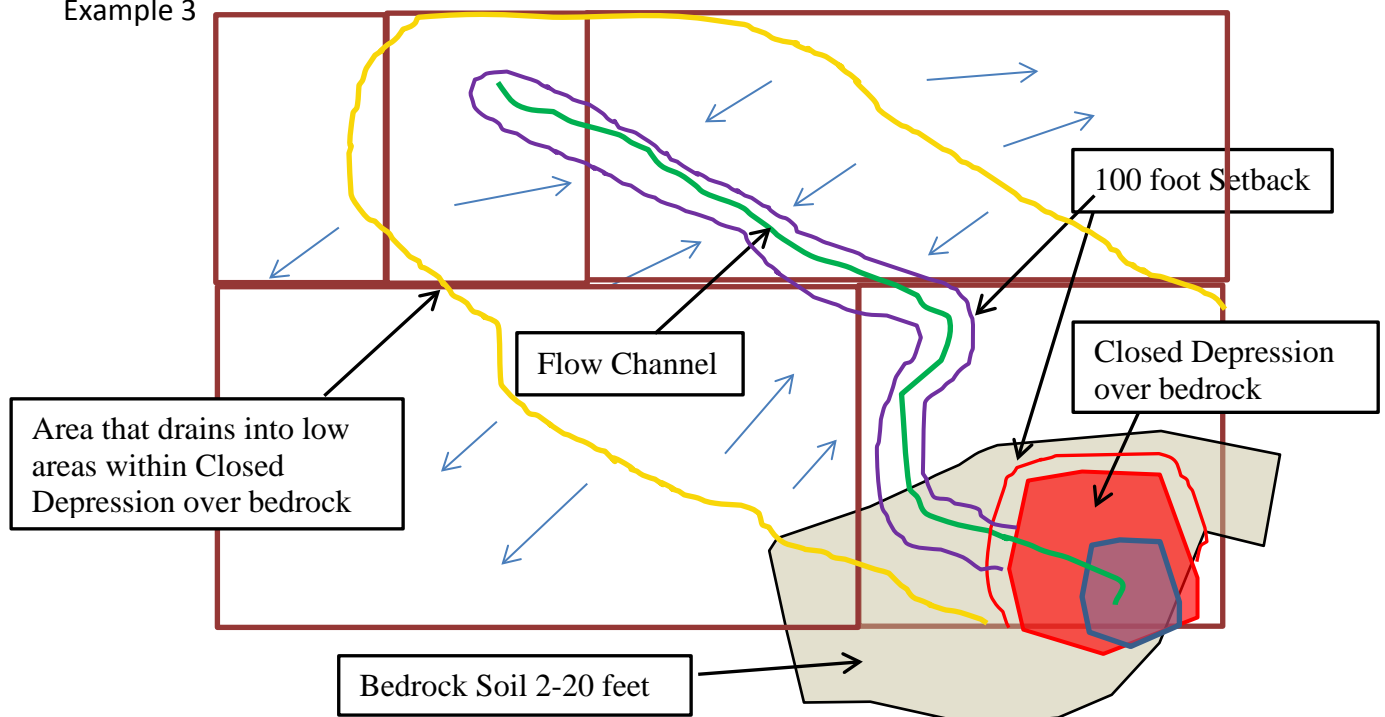 Example 3
100 foot Setback
Flow Channel
Closed Depression
over bedrock
Area that drains into low
areas within Closed
Depression over bedrock
Bedrock Soil 2-20 feet